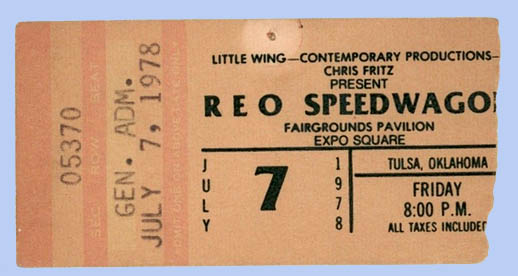 05370
GEN. ADM.
JULY 7, 1978
LITTLE WING—CONTEMPORARY PRODUCTIONS—
CHRIS FRITZ
PRESENT
REO SPEEDWAGO
FAIRGROUNDS PAVILION
EXPO SQUARE
JULY 7 1978
TULSA, OKLAHOMA
FRIDAY
8:00 P.M.
ALL TAXES INCLUDE